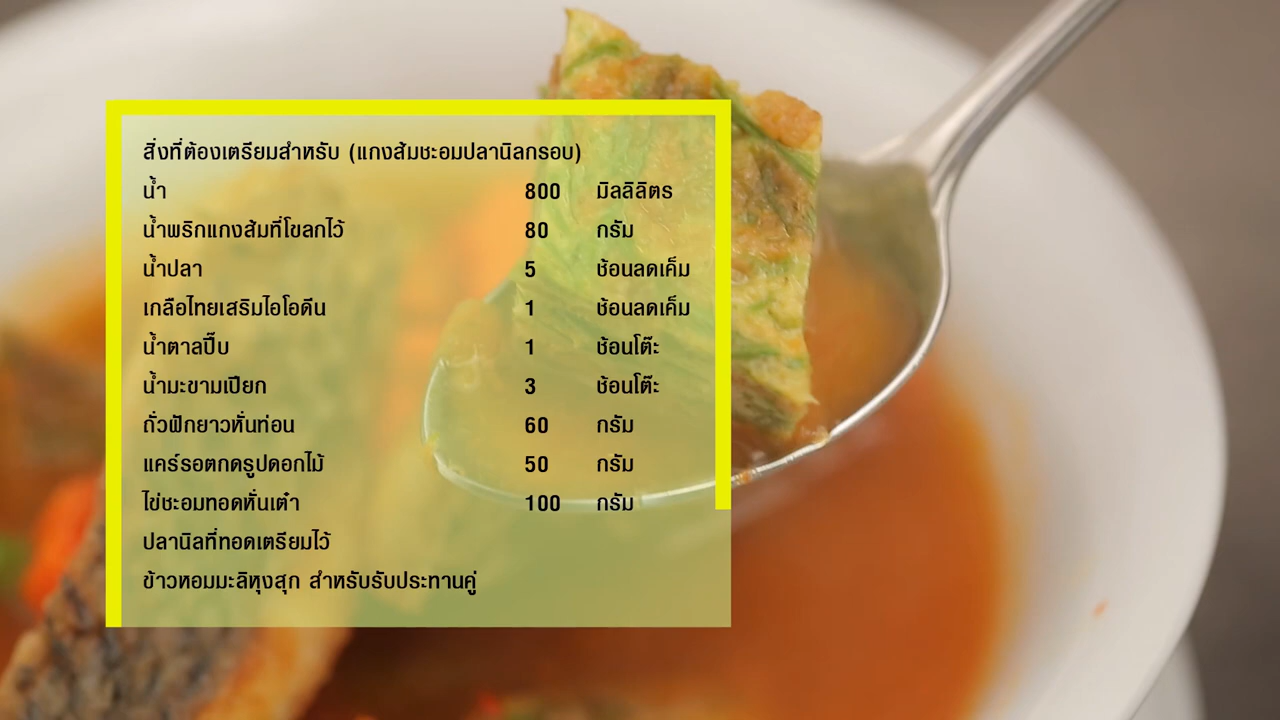 สิ่งที่ต้องเตรียมสำหรับ (แกงส้มชะอมปลานิลกรอบ)
น้ำ 800 มิลลิลิตร
น้ำพริกแกงส้มที่โขลกไว้ 80 กรัม
น้ำปลา 5 ช้อนลดเค็ม
เกลือไทยเสริมไอโอดีน 1 ช้อนลดเค็ม
น้ำตาลปี๊บ 1 ช้อนโต๊ะ
น้ำมะขามเปียก 3 ช้อนโต๊ะ
ถั่วฝักยาวหั่นท่อน 60 กรัม
แคร์รอตกดรูปดอกไม้ 50 กรัม
ไข่ชะอมทอดหั่นเต๋า 100 กรัม
ปลานิลที่ทอดเตรียมไว้
ข้าวหอมมะลิหุงสุก สำหรับรับประทานคู่